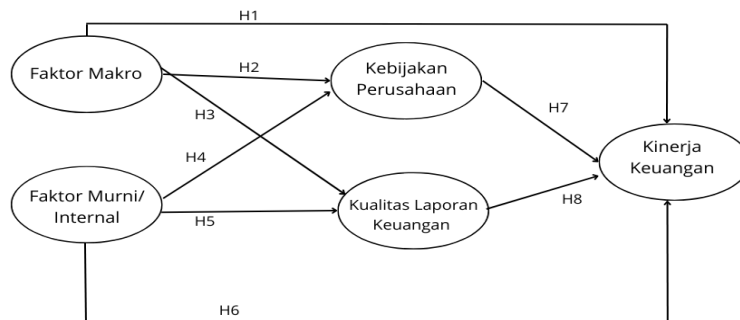 H1
Faktor Makro
H2
Kebijakan
Perusahaan
H3
H7
H4
Kinerja
Keuangan
Faktor Murni/
Internal
H5
Kualitas Laporan
Keuangan
H8
H6